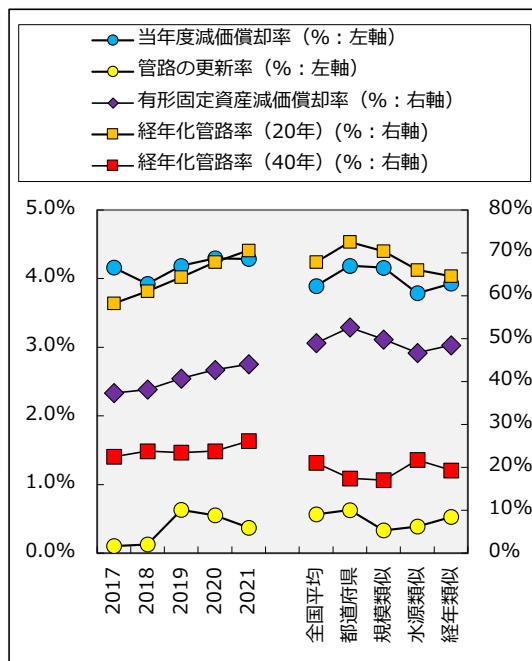 当年度減価償却率（%：左軸）
管路の更新率（%：左軸）
有形固定資産減価償却率（%：右軸）
経年化管路率（20年）(%：右軸)
経年化管路率（40年）(%：右軸)
5.0%
4.0%
3.0%
2.0%
1.0%
0.0%
80%
70%
60%
50%
40%
30%
20%
10%
0%
2017
2018
2019
2020
2021
全国平均
都道府県
規模類似
水源類似
経年類似